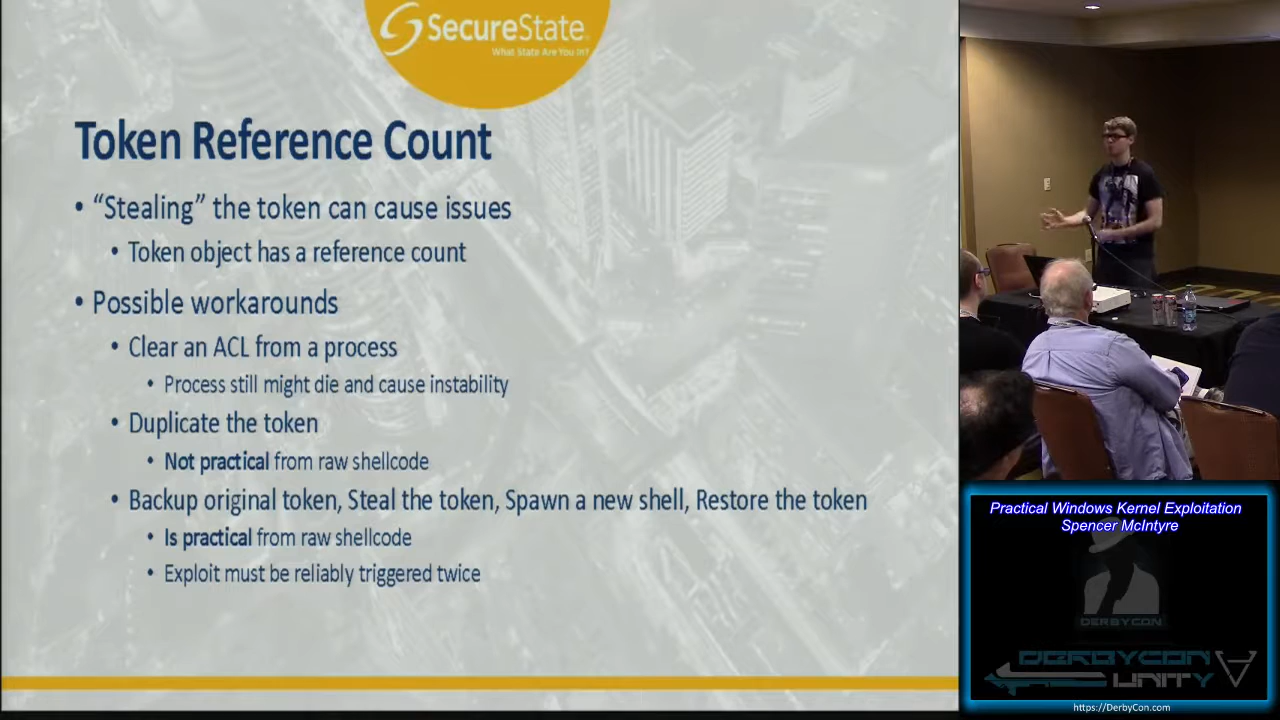 SecureState
What State Are You In?
Token Reference Count
• “Stealing” the token can cause issues
• Token object has a reference count
• Possible workarounds
• Clear an ACL from a process
• Process still might die and cause instability
• Duplicate the token
• Not practical from raw shellcode
• Backup original token, Steal the token, Spawn a new shell, Restore the token
• Is practical from raw shellcode
• Exploit must be reliably triggered twice
Practical Windows Kernel Exploitation
Spencer McIntyre
DERBYCON
DERBYCON
UNITY
https://DerbyCon.com